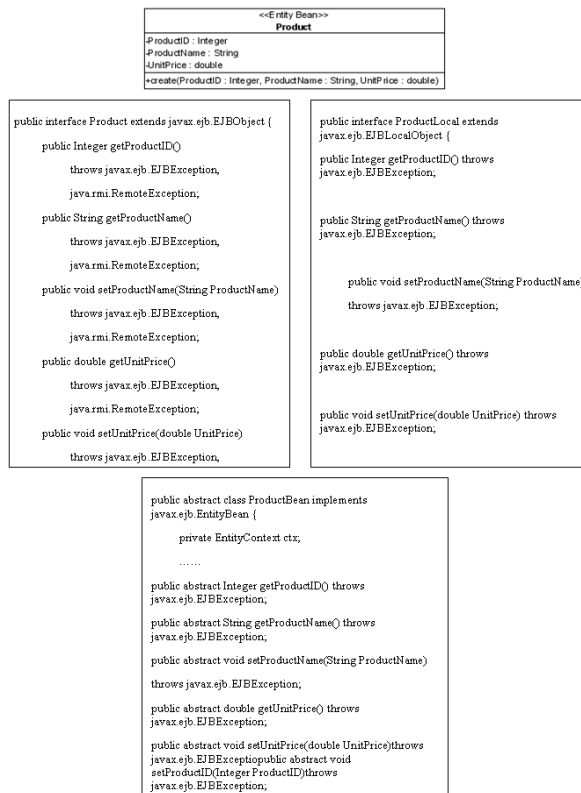 <<Entity Bean>>
Product
-ProductID : Integer
-ProductName : String
-UnitPrice : double
+create(ProductID : Integer, ProductName : String, UnitPrice : double)
public interface Product extends javax.ejb.EJBObject {
public Integer getProductID()
throws javax.ejb.EJBException,
java.rmi.RemoteException;
public String getProductName()
throws javax.ejb.EJBException,
java.rmi.RemoteException;
public void setProductName(String ProductName)
throws javax.ejb.EJBException,
java.rmi.RemoteException;
public double getUnitPrice()
throws javax.ejb.EJBException,
java.rmi.RemoteException;
public void setUnitPrice(double UnitPrice)
throws javax.ejb.EJBException,
public interface ProductLocal extends
javax.ejb.EJBLocalObject {
public Integer getProductID() throws
javax.ejb.EJBException;
public String getProductName() throws
javax.ejb.EJBException;
public void setProductName(String ProductName)
throws javax.ejb.EJBException;
public double getUnitPrice() throws
javax.ejb.EJBException;
public void setUnitPrice(double UnitPrice) throws
javax.ejb.EJBException;
public abstract class ProductBean implements
javax.ejb.EntityBean {
private EntityContext ctx;
......
public abstract Integer getProductID() throws
javax.ejb.EJBException;
public abstract String getProductName() throws
javax.ejb.EJBException;
public abstract void setProductName(String ProductName)
throws javax.ejb.EJBException;
public abstract double getUnitPrice() throws
javax.ejb.EJBException;
public abstract void setUnitPrice(double UnitPrice)throws
javax.ejb.EJBExceptiopublic abstract void
setProductID(Integer ProductID)throws
javax.ejb.EJBException;